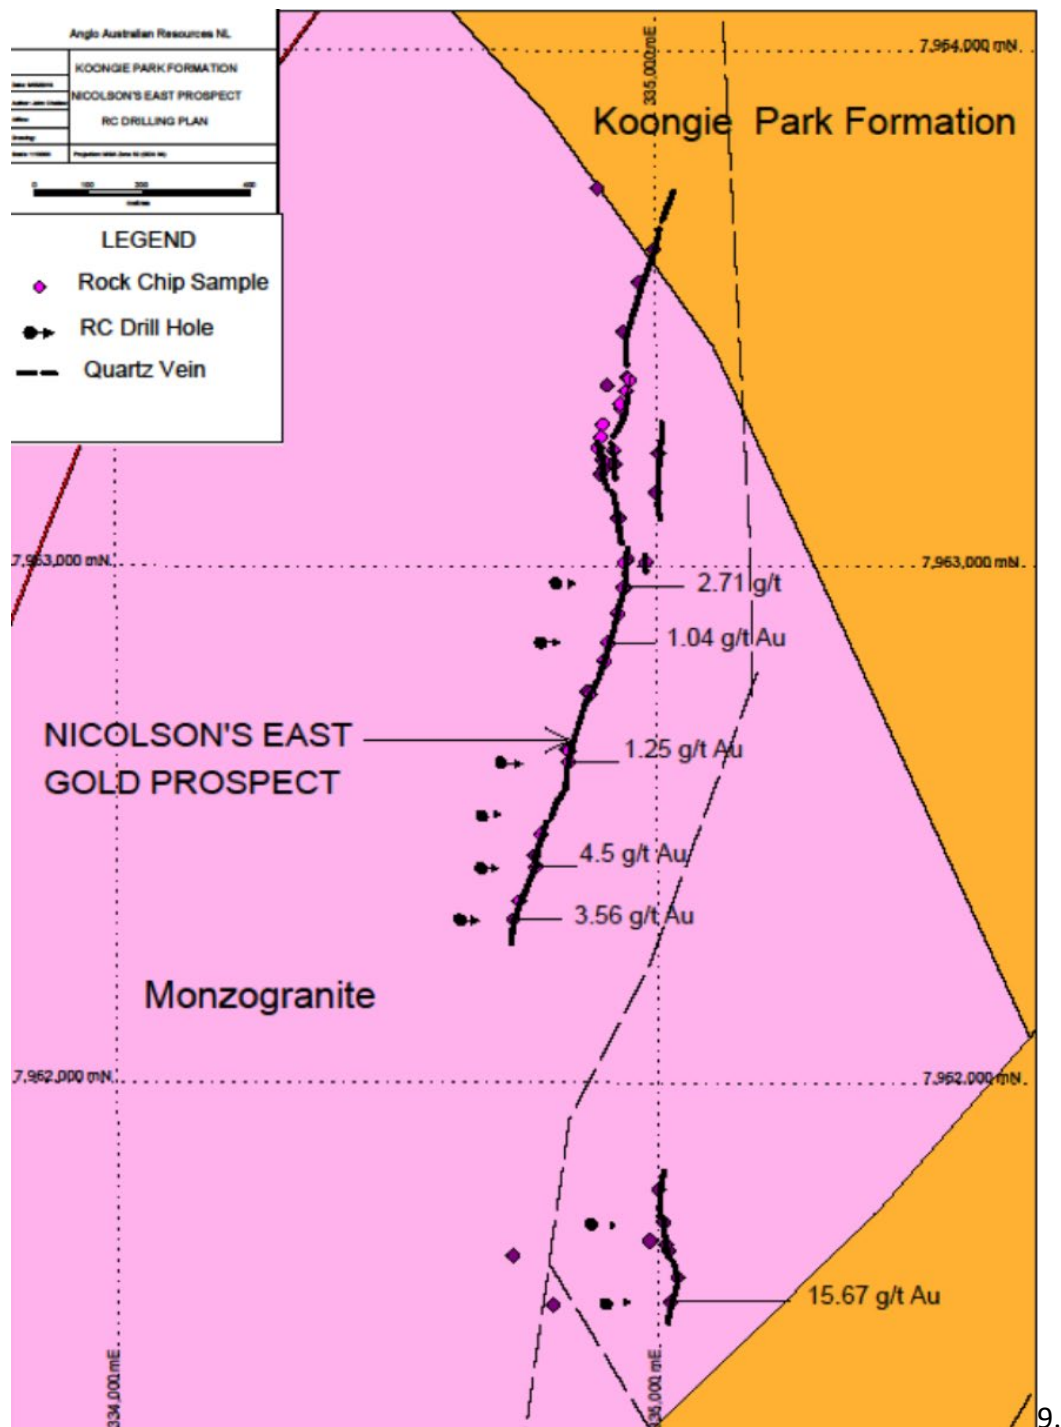 Anglo Australian Resources NL
KOONGIE PARK FORMATION
NICOLSON'S EAST PROSPECT
RC DRILLING PLAN
LEGEND
Rock Chip Sample
RC Drill Hole
Quartz Vein
335,000 mE
7,964,000 mN
Koongie Park Formation
7,963,000 mN
7,963,000 mN
2.71 g/t
1.04 g/t Au
NICOLSON'S EAST
GOLD PROSPECT
1.25 g/t Au
4.5 g/t Au
3.56 g/t Au
Monzogranite
7,962,000 mN
7,962,000 mN
15.67 g/t Au
334,000 mE
335,000 mE
9.